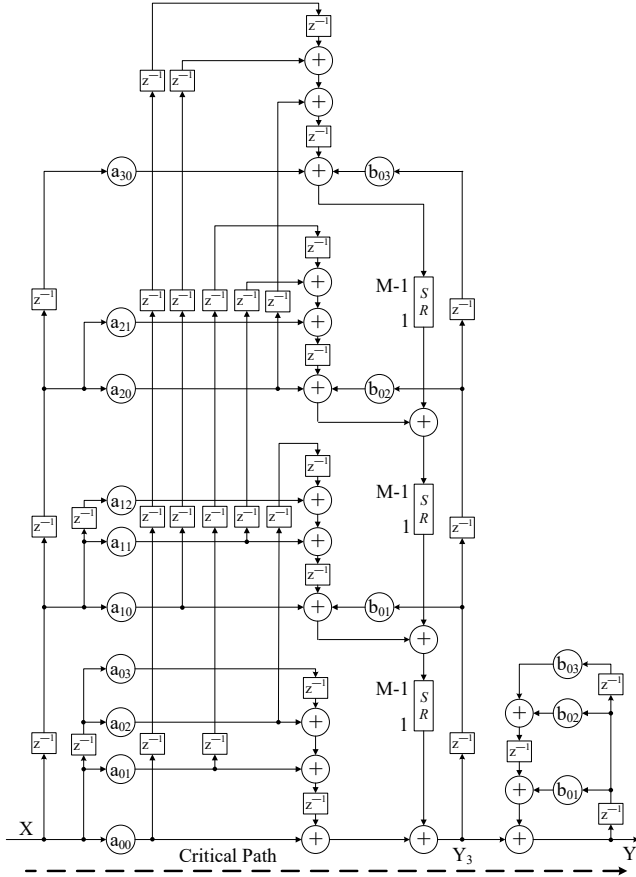 z⁻¹
z⁻¹ z⁻¹
z⁻¹
a₃₀ b₀₃
z⁻¹
z⁻¹ z⁻¹ z⁻¹ z⁻¹ z⁻¹ z⁻¹ M-1 S R 1 z⁻¹
a₂₁
z⁻¹
a₂₀ b₀₂
z⁻¹
a₁₂
z⁻¹ z⁻¹ z⁻¹ z⁻¹ z⁻¹ z⁻¹ z⁻¹ M-1 S R 1 z⁻¹
a₁₁
z⁻¹
a₁₀ b₀₁
a₀₃ b₀₃
z⁻¹ M-1 S R 1 z⁻¹
a₀₂ b₀₂
z⁻¹ z⁻¹ z⁻¹ z⁻¹ z⁻¹ z⁻¹
a₀₁ b₀₁
z⁻¹ z⁻¹
X a₀₀ Y₃ Y
Critical Path